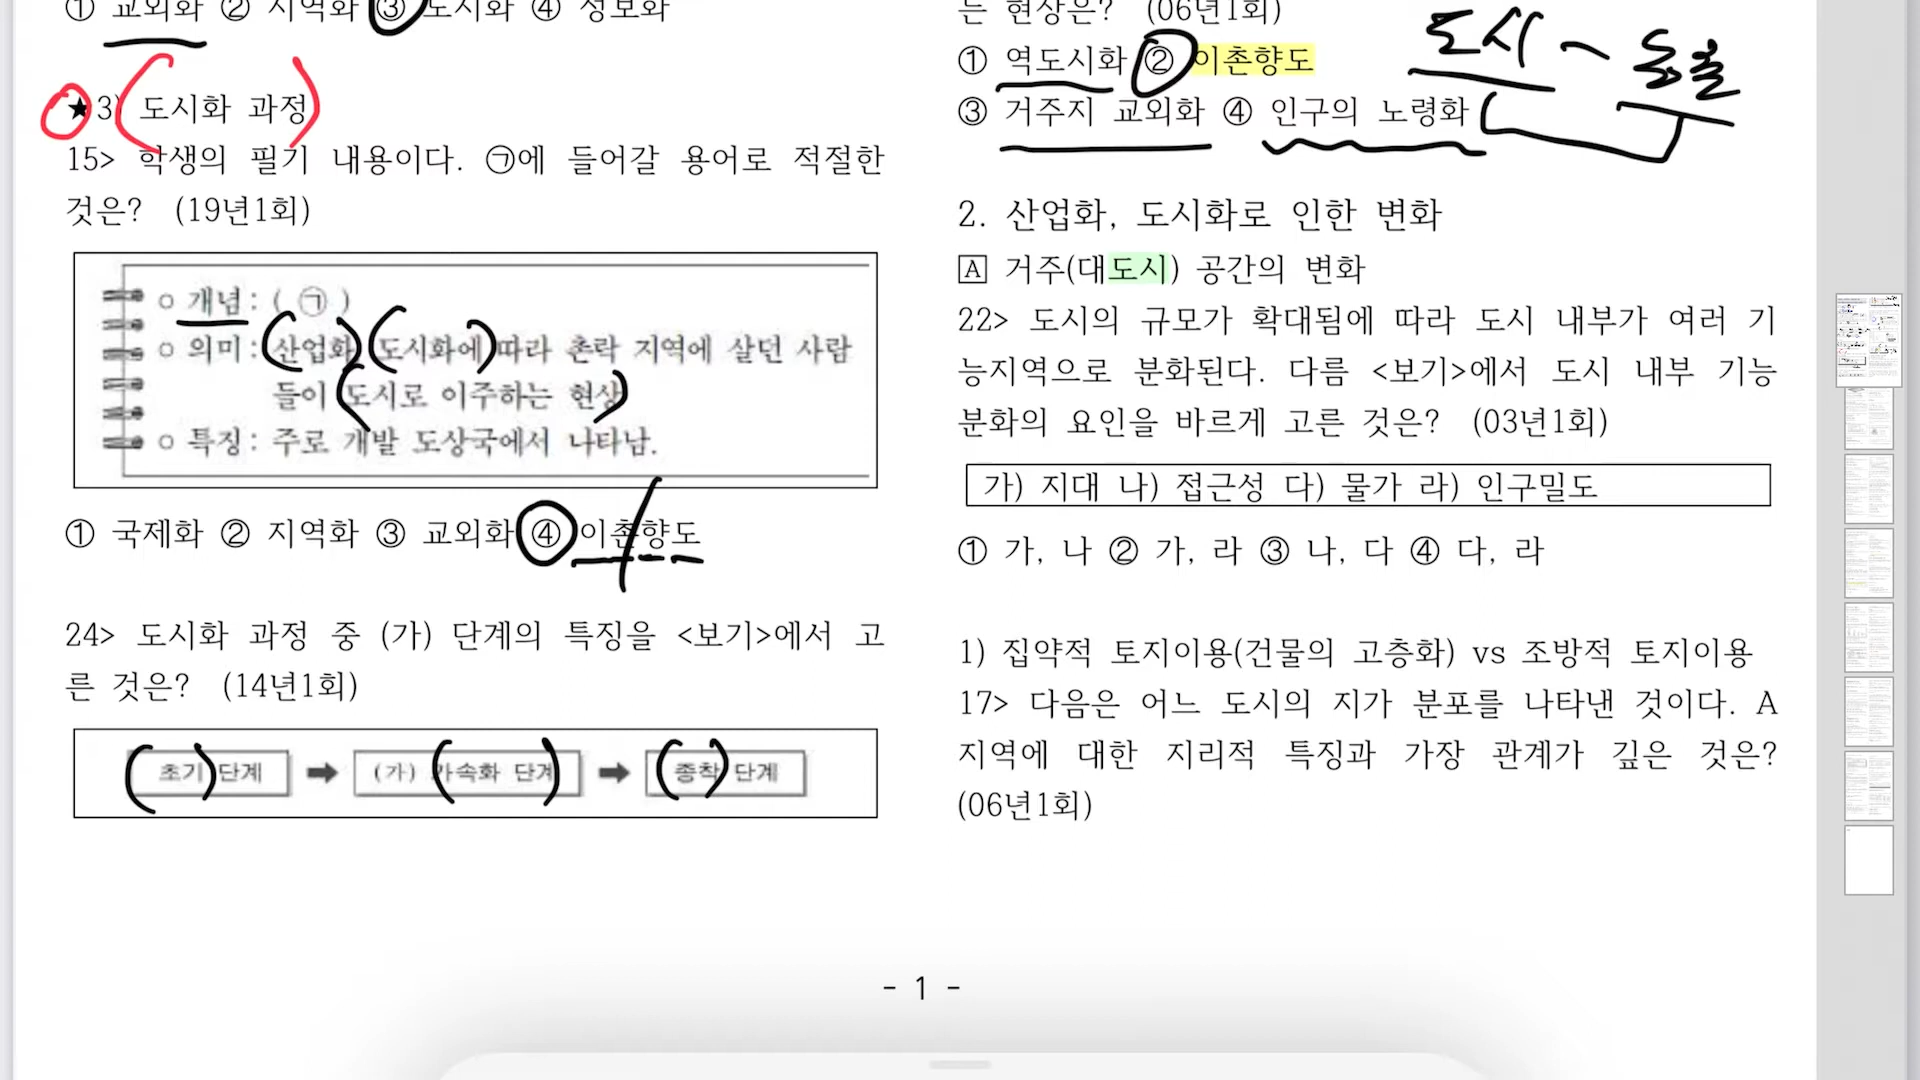 ① 교외화 ② 지역화 ③ 도시화 ④ 정보화
★3) 도시화 과정
15> 학생의 필기 내용이다. ㉠에 들어갈 용어로 적절한
것은? (19년1회)
○ 개념 : ( ㉠ )
○ 의미 : 산업화, 도시화에 따라 촌락 지역에 살던 사람
들이 도시로 이주하는 현상
○ 특징 : 주로 개발 도상국에서 나타남.
① 국제화 ② 지역화 ③ 교외화 ④ 이촌향도
24> 도시화 과정 중 (가) 단계의 특징을 <보기>에서 고
른 것은? (14년1회)
초기 단계 ➡ (가) 가속화 단계 ➡ 종착 단계
는 현상은? (06년1회)
① 역도시화 ② 이촌향도
③ 거주지 교외화 ④ 인구의 노령화
도시 ~
2. 산업화, 도시화로 인한 변화
🄰 거주(대도시) 공간의 변화
22> 도시의 규모가 확대됨에 따라 도시 내부가 여러 기
능지역으로 분화된다. 다름 <보기>에서 도시 내부 기능
분화의 요인을 바르게 고른 것은? (03년1회)
가) 지대 나) 접근성 다) 물가 라) 인구밀도
① 가, 나 ② 가, 라 ③ 나, 다 ④ 다, 라
1) 집약적 토지이용(건물의 고층화) vs 조방적 토지이용
17> 다음은 어느 도시의 지가 분포를 나타낸 것이다. A
지역에 대한 지리적 특징과 가장 관계가 깊은 것은?
(06년1회)
- 1 -